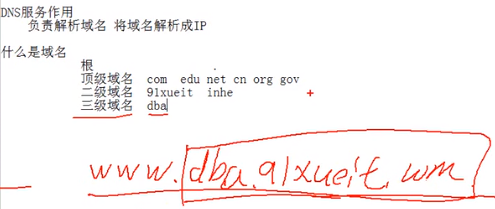 DNS服务作用
负责解析域名 将域名解析成IP
什么是域名
根 .
顶级域名 com edu net cn org gov
二级域名 91xueit inhe
三级域名 dba
www.dba.91xueit.com